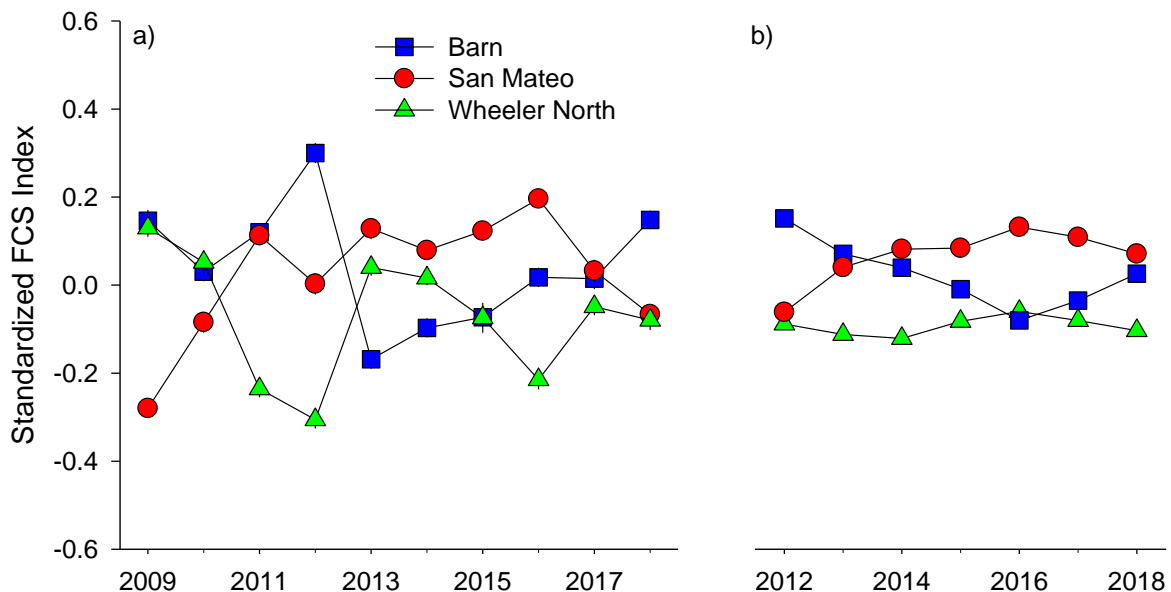 a)
b)
Barn
San Mateo
Wheeler North
Standardized FCS Index
0.6
0.4
0.2
0.0
-0.2
-0.4
-0.6
2009 2011 2013 2015 2017
2012 2014 2016 2018